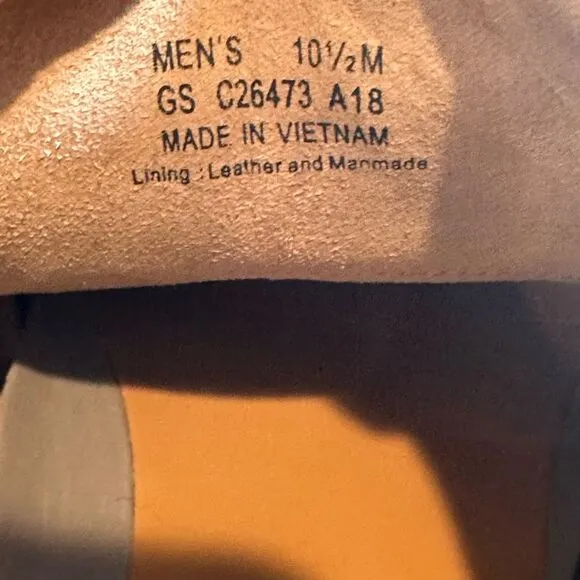 MEN'S 10½M
GS C26473 A18
MADE IN VIETNAM
Lining : Leather and Manmade